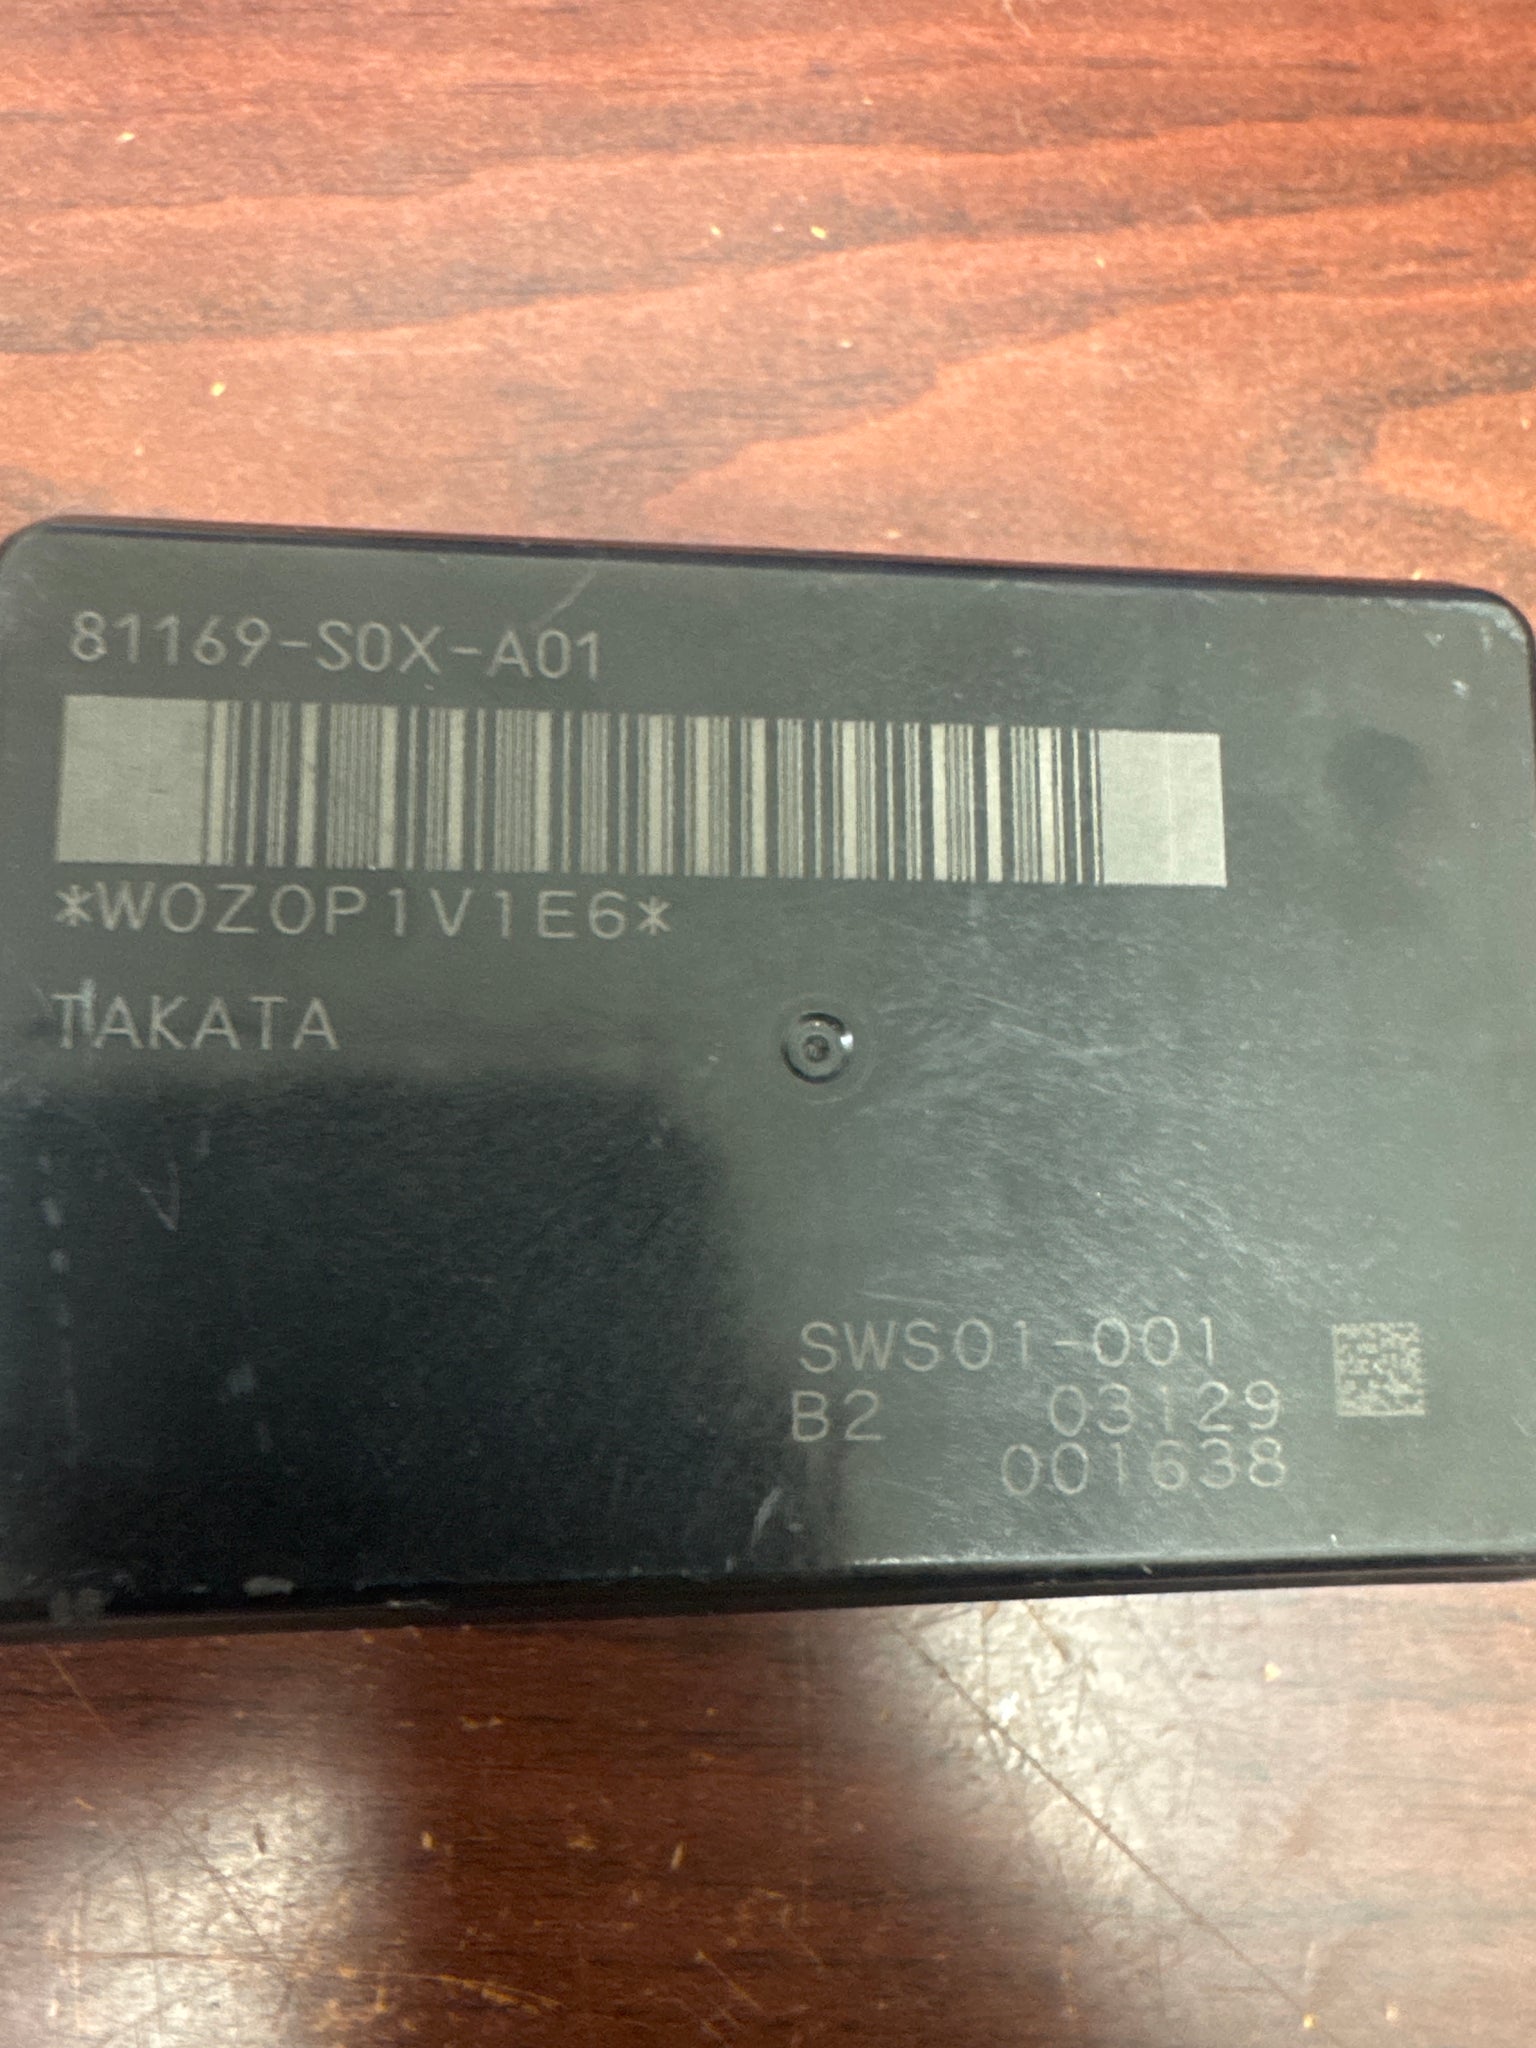 81169-S0X-A01
*W0Z0P1V1E6*
TAKATA
SWS01-001
B2 03129
001638